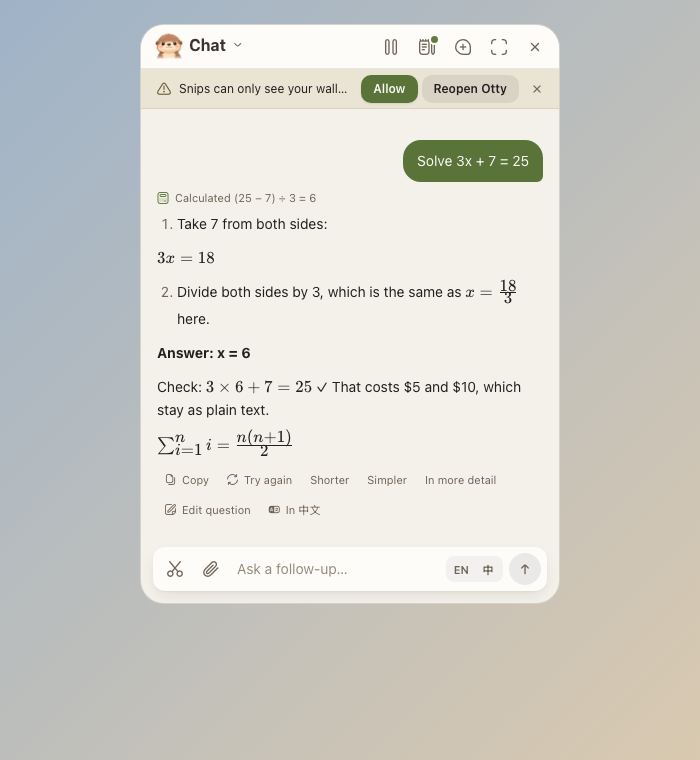 Chat
Snips can only see your wall...
Allow
Reopen Otty
Solve 3x + 7 = 25
Calculated (25 − 7) ÷ 3 = 6
1. Take 7 from both sides:
3x = 18
2. Divide both sides by 3, which is the same as x = 18/3
here.
Answer: x = 6
Check: 3 × 6 + 7 = 25 ✓ That costs $5 and $10, which
stay as plain text.
∑ⁿᵢ₌₁ i = n(n+1)/2
Copy Try again Shorter Simpler In more detail
Edit question In 中文
Ask a follow-up...
EN 中